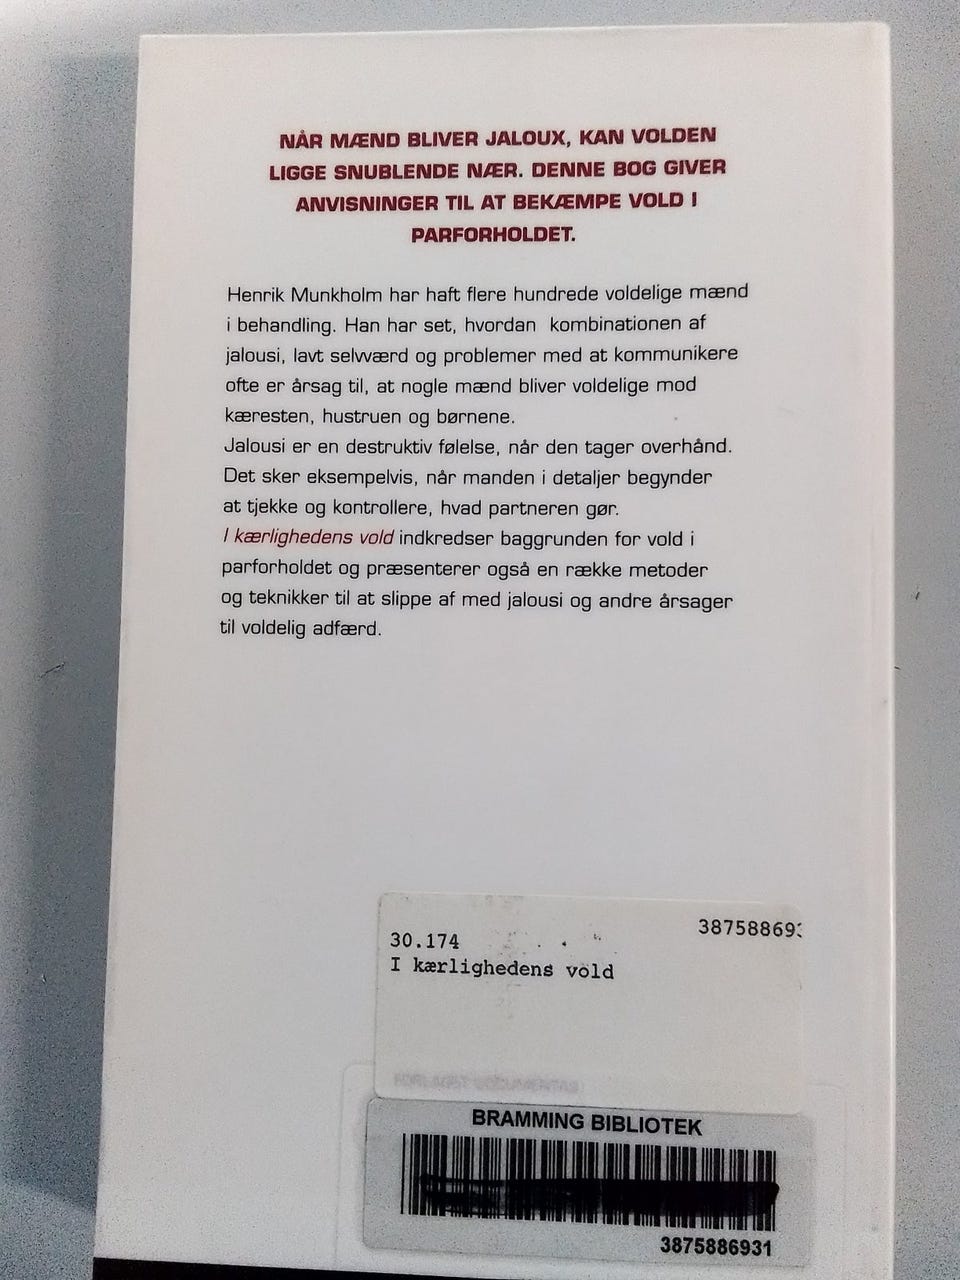 NÅR MÆND BLIVER JALOUX, KAN VOLDEN
LIGGE SNUBLENDE NÆR. DENNE BOG GIVER
ANVISNINGER TIL AT BEKÆMPE VOLD I
PARFORHOLDET.
Henrik Munkholm har haft flere hundrede voldelige mænd
i behandling. Han har set, hvordan kombinationen af
jalousi, lavt selvværd og problemer med at kommunikere
ofte er årsag til, at nogle mænd bliver voldelige mod
kæresten, hustruen og børnene.
Jalousi er en destruktiv følelse, når den tager overhånd.
Det sker eksempelvis, når manden i detaljer begynder
at tjekke og kontrollere, hvad partneren gør.
I kærlighedens vold indkredser baggrunden for vold i
parforholdet og præsenterer også en række metoder
og teknikker til at slippe af med jalousi og andre årsager
til voldelig adfærd.
387588693
30.174
I kærlighedens vold
BRAMMING BIBLIOTEK
3875886931